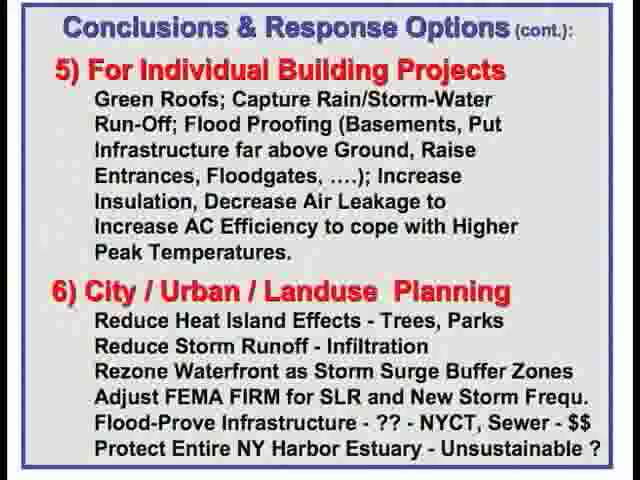 Conclusions & Response Options (cont.):
5) For Individual Building Projects
Green Roofs; Capture Rain/Storm-Water
Run-Off; Flood Proofing (Basements, Put
Infrastructure far above Ground, Raise
Entrances, Floodgates, ....); Increase
Insulation, Decrease Air Leakage to
Increase AC Efficiency to cope with Higher
Peak Temperatures.
6) City / Urban / Landuse Planning
Reduce Heat Island Effects - Trees, Parks
Reduce Storm Runoff - Infiltration
Rezone Waterfront as Storm Surge Buffer Zones
Adjust FEMA FIRM for SLR and New Storm Frequ.
Flood-Prove Infrastructure - ?? - NYCT, Sewer - $$
Protect Entire NY Harbor Estuary - Unsustainable ?